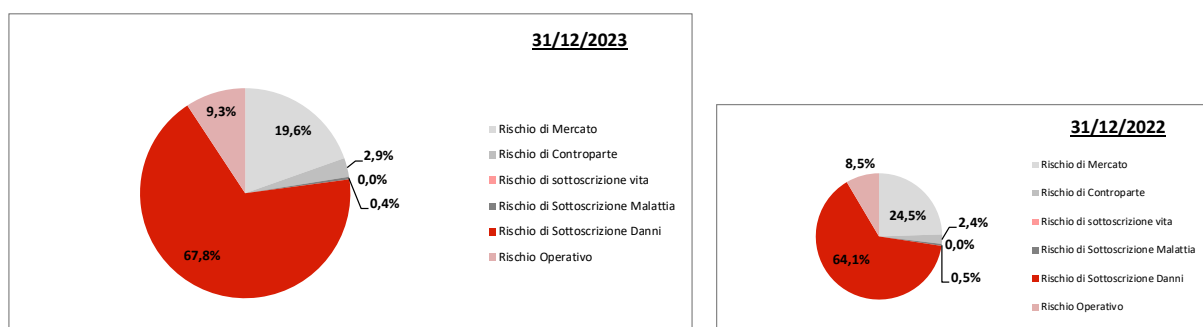 31/12/2023
9,3%
19,6%
2,9%
0,0%
0,4%
67,8%
Rischio di Mercato
Rischio di Controparte
Rischio di sottoscrizione vita
Rischio di Sottoscrizione Malattia
Rischio di Sottoscrizione Danni
Rischio Operativo
31/12/2022
8,5%
24,5%
2,4%
0,0%
0,5%
64,1%
Rischio di Mercato
Rischio di Controparte
Rischio di sottoscrizione vita
Rischio di Sottoscrizione Malattia
Rischio di Sottoscrizione Danni
Rischio Operativo